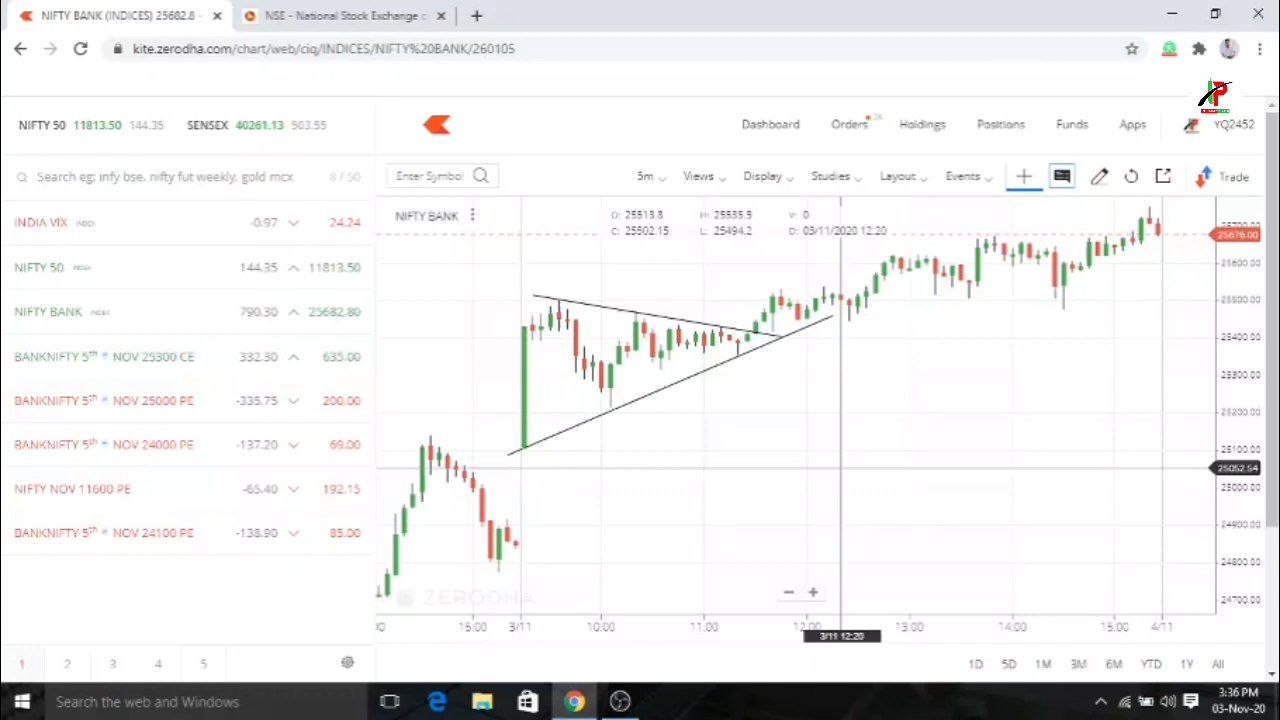 NIFTY BANK (INDICES) 25682.8 -
NSE - National Stock Exchange
kite.zerodha.com/chart/web/ciq/INDICES/NIFTY%20BANK/260105
NIFTY 50 11813.50 144.35 SENSEX 40261.13 503.55
Dashboard Orders Holdings Positions Funds Apps YQ2452
Search eg: infy bse, nifty fut weekly, gold mcx 8 / 50
Enter Symbol 5m Views Display Studies Layout Events Trade
INDIA VIX INDEX -0.97 24.24
NIFTY 50 INDEX 144.35 11813.50
NIFTY BANK INDEX 790.30 25682.80
BANKNIFTY 5th w NOV 25300 CE 332.30 635.00
BANKNIFTY 5th w NOV 25000 PE -335.75 200.00
BANKNIFTY 5th w NOV 24000 PE -137.20 69.00
NIFTY NOV 11600 PE -65.40 192.15
BANKNIFTY 5th w NOV 24100 PE -138.90 85.00
NIFTY BANK
O: 25513.8 H: 25535.5 V: 0
C: 25502.15 L: 25494.2 D: 03/11/2020 12:20
25700.00
25676.00
25600.00
25500.00
25400.00
25300.00
25200.00
25100.00
25052.54
25000.00
24900.00
24800.00
24700.00
ZERODHA
15:00 3/11 10:00 11:00 12:00 13:00 14:00 15:00 4/11
3/11 12:20
1 2 3 4 5
1D 5D 1M 3M 6M YTD 1Y All
Search the web and Windows
3:36 PM
03-Nov-20